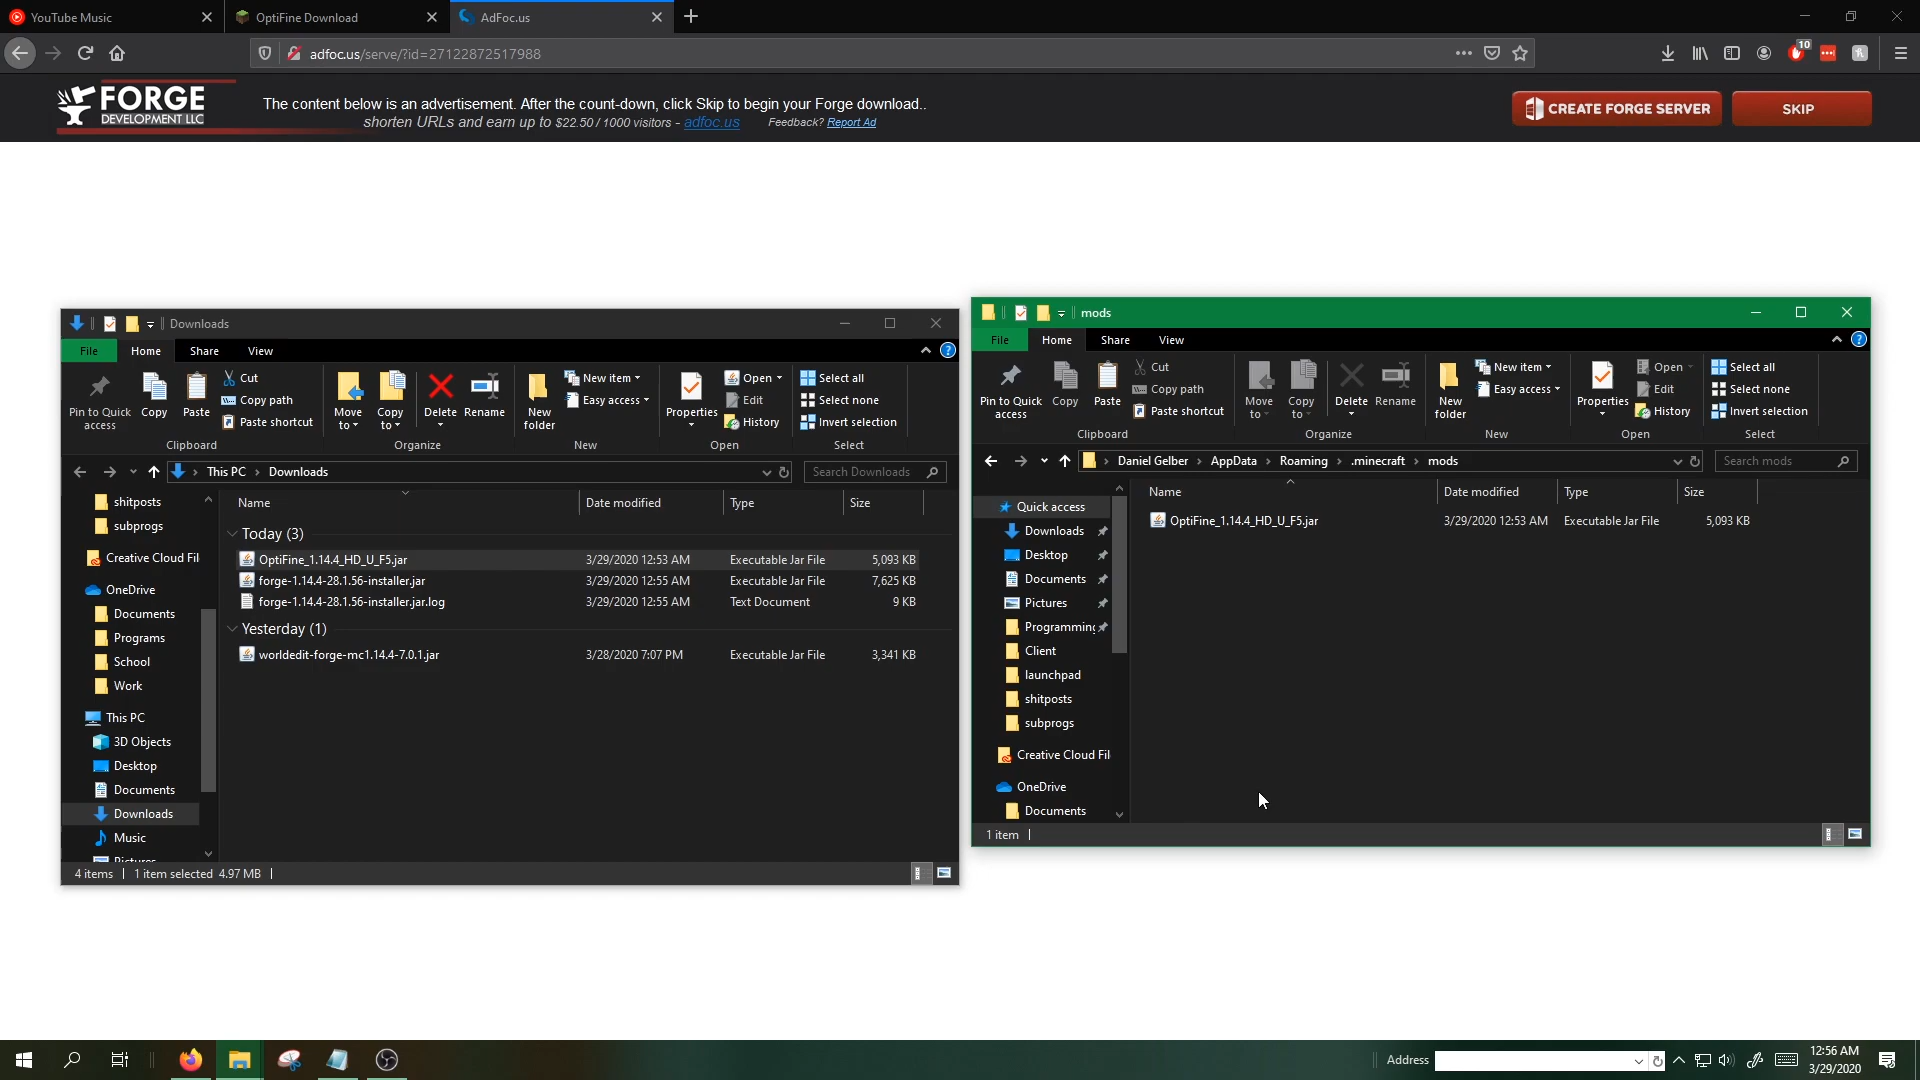 YouTube Music
OptiFine Download
AdFoc.us
adfoc.us/serve/?id=27122872517988
10
FORGE
DEVELOPMENT LLC
The content below is an advertisement. After the count-down, click Skip to begin your Forge download..
shorten URLs and earn up to $22.50 / 1000 visitors - adfoc.us Feedback? Report Ad
CREATE FORGE SERVER
SKIP
Downloads
File Home Share View
Pin to Quick access
Copy
Paste
Cut
Copy path
Paste shortcut
Move to
Copy to
Delete
Rename
New folder
New item
Easy access
Properties
Open
Edit
History
Select all
Select none
Invert selection
Clipboard Organize New Open Select
This PC > Downloads
Search Downloads
shitposts
subprogs
Creative Cloud Fil
OneDrive
Documents
Programs
School
Work
This PC
3D Objects
Desktop
Documents
Downloads
Music
Pictures
Name Date modified Type Size
Today (3)
OptiFine_1.14.4_HD_U_F5.jar 3/29/2020 12:53 AM Executable Jar File 5,093 KB
forge-1.14.4-28.1.56-installer.jar 3/29/2020 12:55 AM Executable Jar File 7,625 KB
forge-1.14.4-28.1.56-installer.jar.log 3/29/2020 12:55 AM Text Document 9 KB
Yesterday (1)
worldedit-forge-mc1.14.4-7.0.1.jar 3/28/2020 7:07 PM Executable Jar File 3,341 KB
4 items 1 item selected 4.97 MB
mods
File Home Share View
Pin to Quick access
Copy
Paste
Cut
Copy path
Paste shortcut
Move to
Copy to
Delete
Rename
New folder
New item
Easy access
Properties
Open
Edit
History
Select all
Select none
Invert selection
Clipboard Organize New Open Select
Daniel Gelber > AppData > Roaming > .minecraft > mods
Search mods
Quick access
Downloads
Desktop
Documents
Pictures
Programming
Client
launchpad
shitposts
subprogs
Creative Cloud Fil
OneDrive
Documents
Name Date modified Type Size
OptiFine_1.14.4_HD_U_F5.jar 3/29/2020 12:53 AM Executable Jar File 5,093 KB
1 item
Address
12:56 AM
3/29/2020